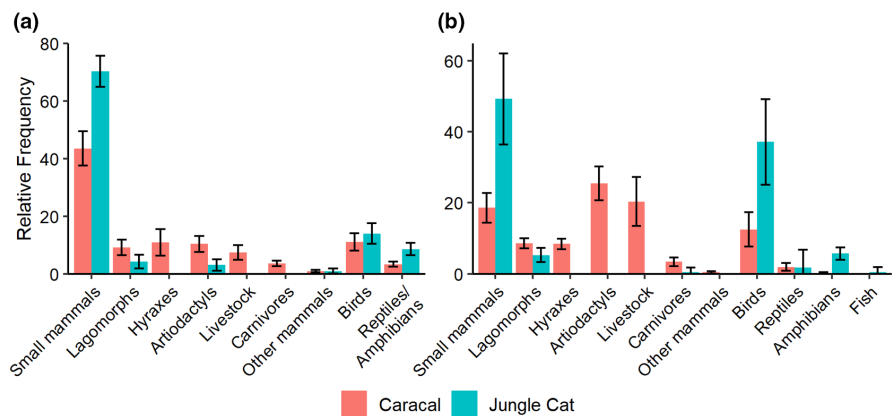 (a)
(b)
Relative Frequency
80
60
40
20
0
Small mammals
Lagomorphs
Hyraxes
Artiodactyls
Livestock
Carnivores
Other mammals
Birds
Reptiles/
Amphibians
60
40
20
0
Small mammals
Lagomorphs
Hyraxes
Artiodactyls
Livestock
Carnivores
Other mammals
Birds
Reptiles
Amphibians
Fish
Caracal
Jungle Cat